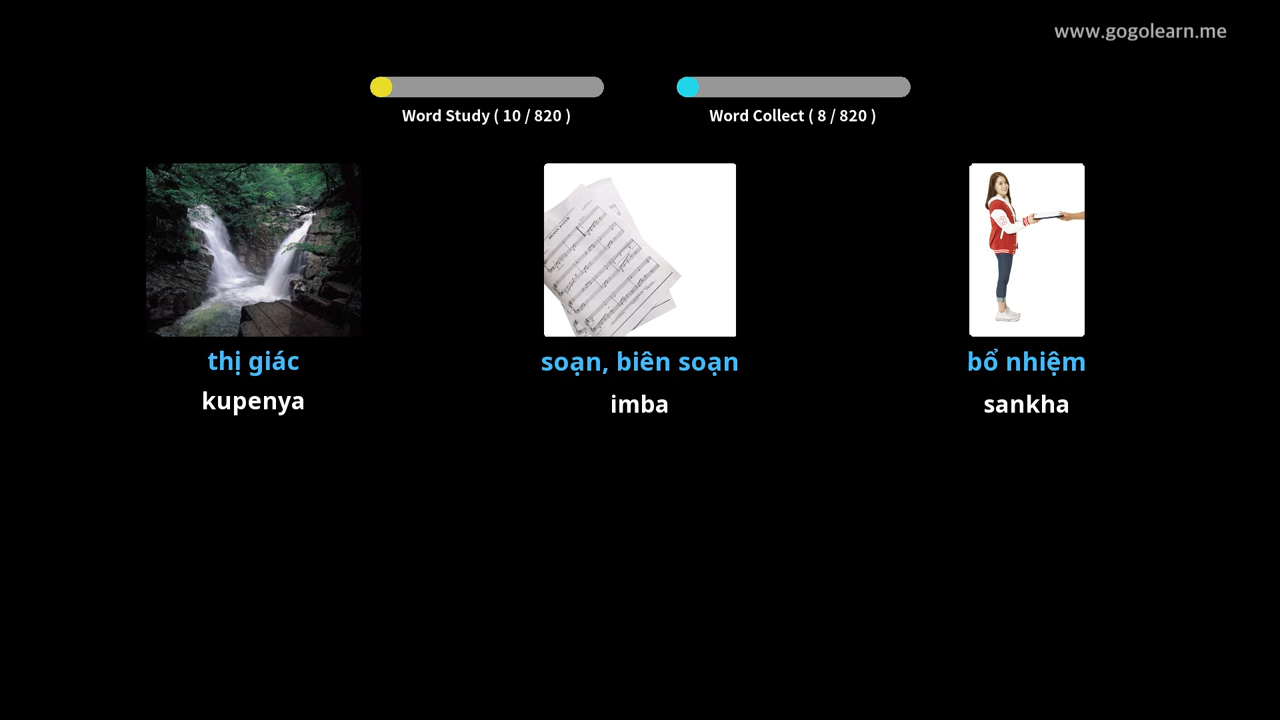 www.gogolearn.me
Word Study ( 10 / 820 )
Word Collect ( 8 / 820 )
thị giác
soạn, biên soạn
bổ nhiệm
kupenya
imba
sankha